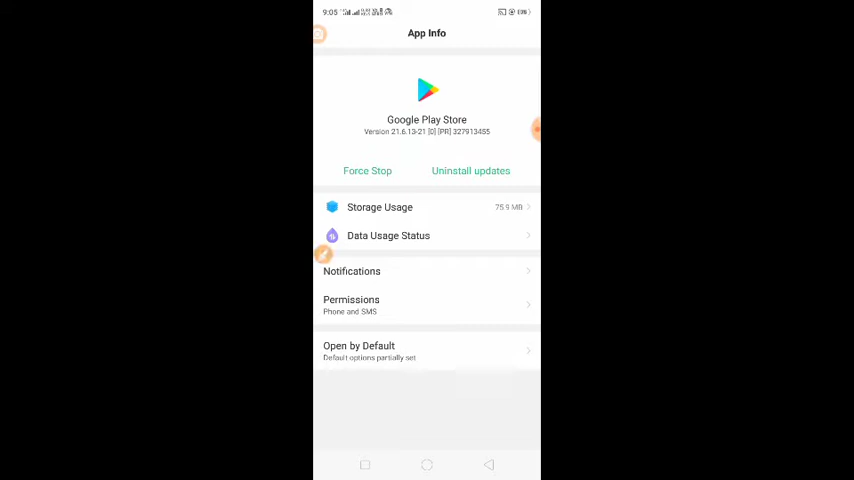 9:05
App Info
Google Play Store
Version 21.6.13-21 [0] [PR] 327913455
Force Stop
Uninstall updates
Storage Usage
75.9 MB
Data Usage Status
Notifications
Permissions
Phone and SMS
Open by Default
Default options partially set